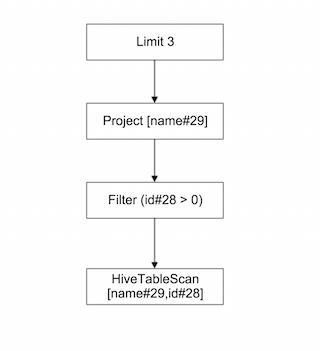 Limit 3
Project [name#29]
Filter (id#28 > 0)
HiveTableScan
[name#29,id#28]